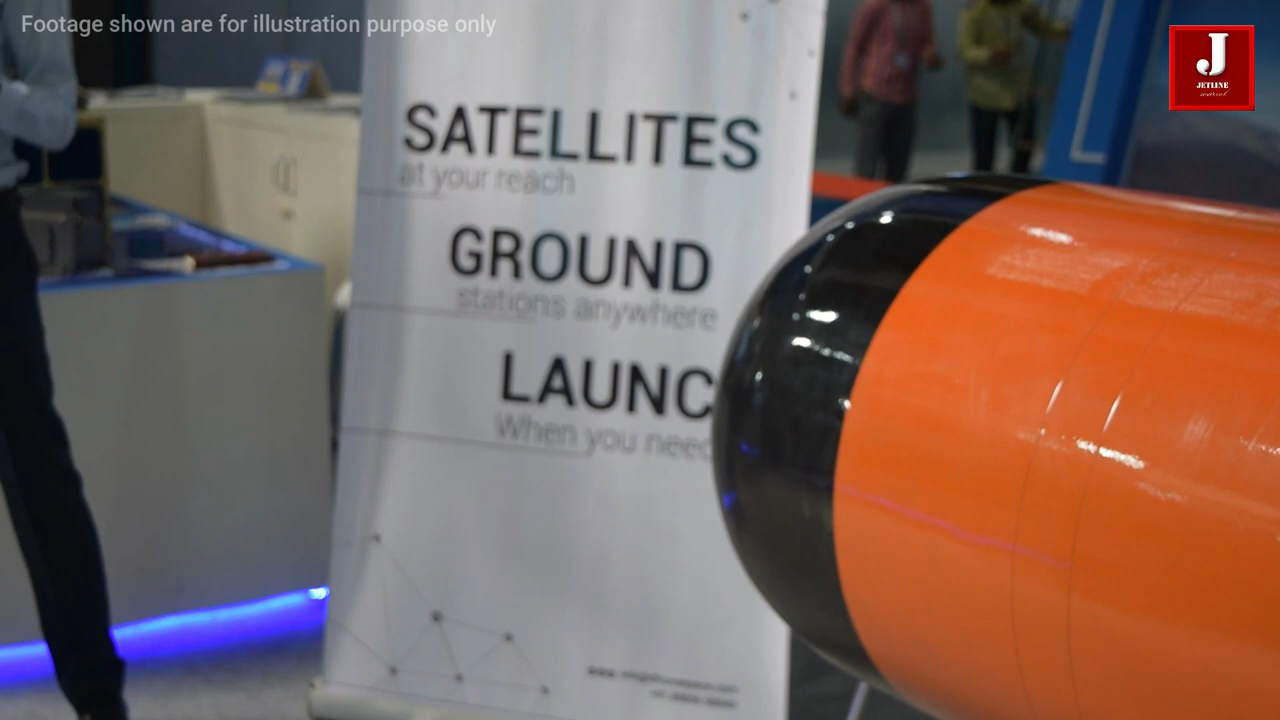 Footage shown are for illustration purpose only
J
JETLINE
SATELLITES
at your reach
GROUND
stations anywhere
LAUNC
When you need